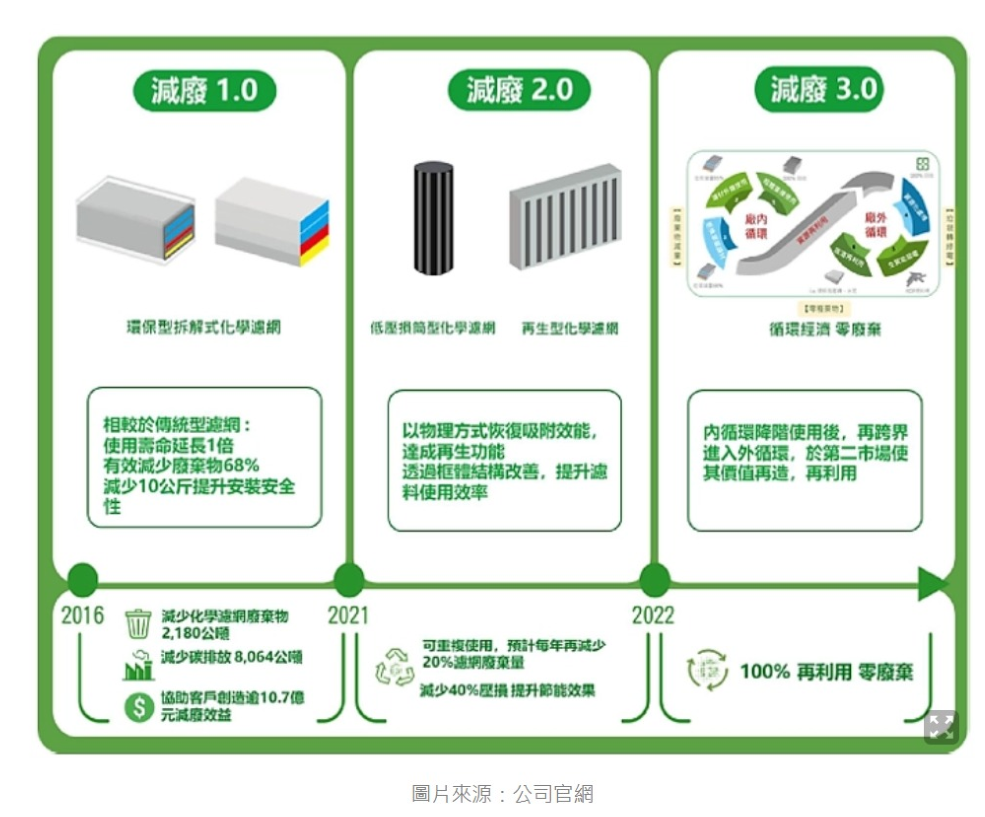 減廢 1.0
環保型拆解式化學濾網
相較於傳統型濾網：
使用壽命延長1倍
有效減少廢棄物68%
減少10公斤提升安裝安全
性
減廢 2.0
低壓損筒型化學濾網
再生型化學濾網
以物理方式恢復吸附效能，
達成再生功能
透過框體結構改善，提升濾
料使用效率
減廢 3.0
廠內
循環
資源再利用
廠外
循環
【零廢棄物】
循環經濟 零廢棄
內循環降階使用後，再跨界
進入外循環，於第二市場使
其價值再造，再利用
2016
減少化學濾網廢棄物
2,180公噸
減少碳排放 8,064公噸
協助客戶創造逾10.7億
元減廢效益
2021
可重複使用，預計每年再減少
20%濾網廢棄量
減少40%壓損 提升節能效果
2022
100% 再利用 零廢棄
圖片來源：公司官網